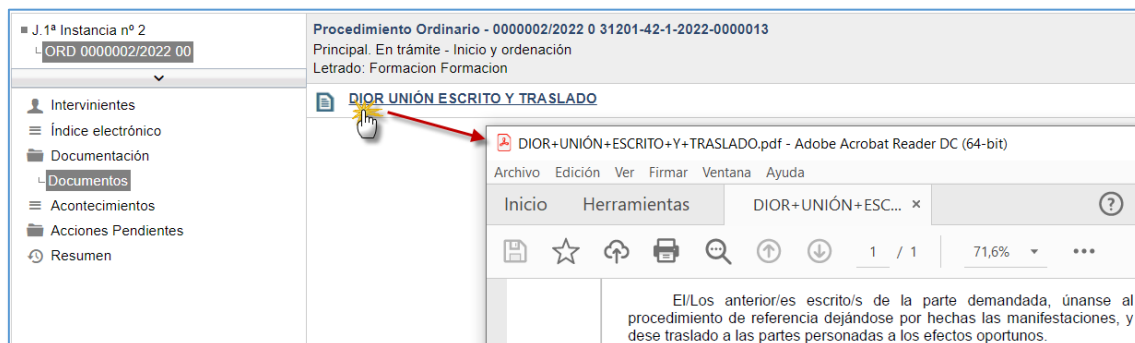 J.1ª Instancia nº 2
ORD 0000002/2022 00
Intervinientes
Índice electrónico
Documentación
Documentos
Acontecimientos
Acciones Pendientes
Resumen
Procedimiento Ordinario - 0000002/2022 0 31201-42-1-2022-0000013
Principal. En trámite - Inicio y ordenación
Letrado: Formacion Formacion
DIOR UNIÓN ESCRITO Y TRASLADO
DIOR+UNIÓN+ESCRITO+Y+TRASLADO.pdf - Adobe Acrobat Reader DC (64-bit)
Archivo Edición Ver Firmar Ventana Ayuda
Inicio Herramientas DIOR+UNIÓN+ESC... ×
1 / 1 71,6%
El/Los anterior/es escrito/s de la parte demandada, únanse al
procedimiento de referencia dejándose por hechas las manifestaciones, y
dese traslado a las partes personadas a los efectos oportunos.